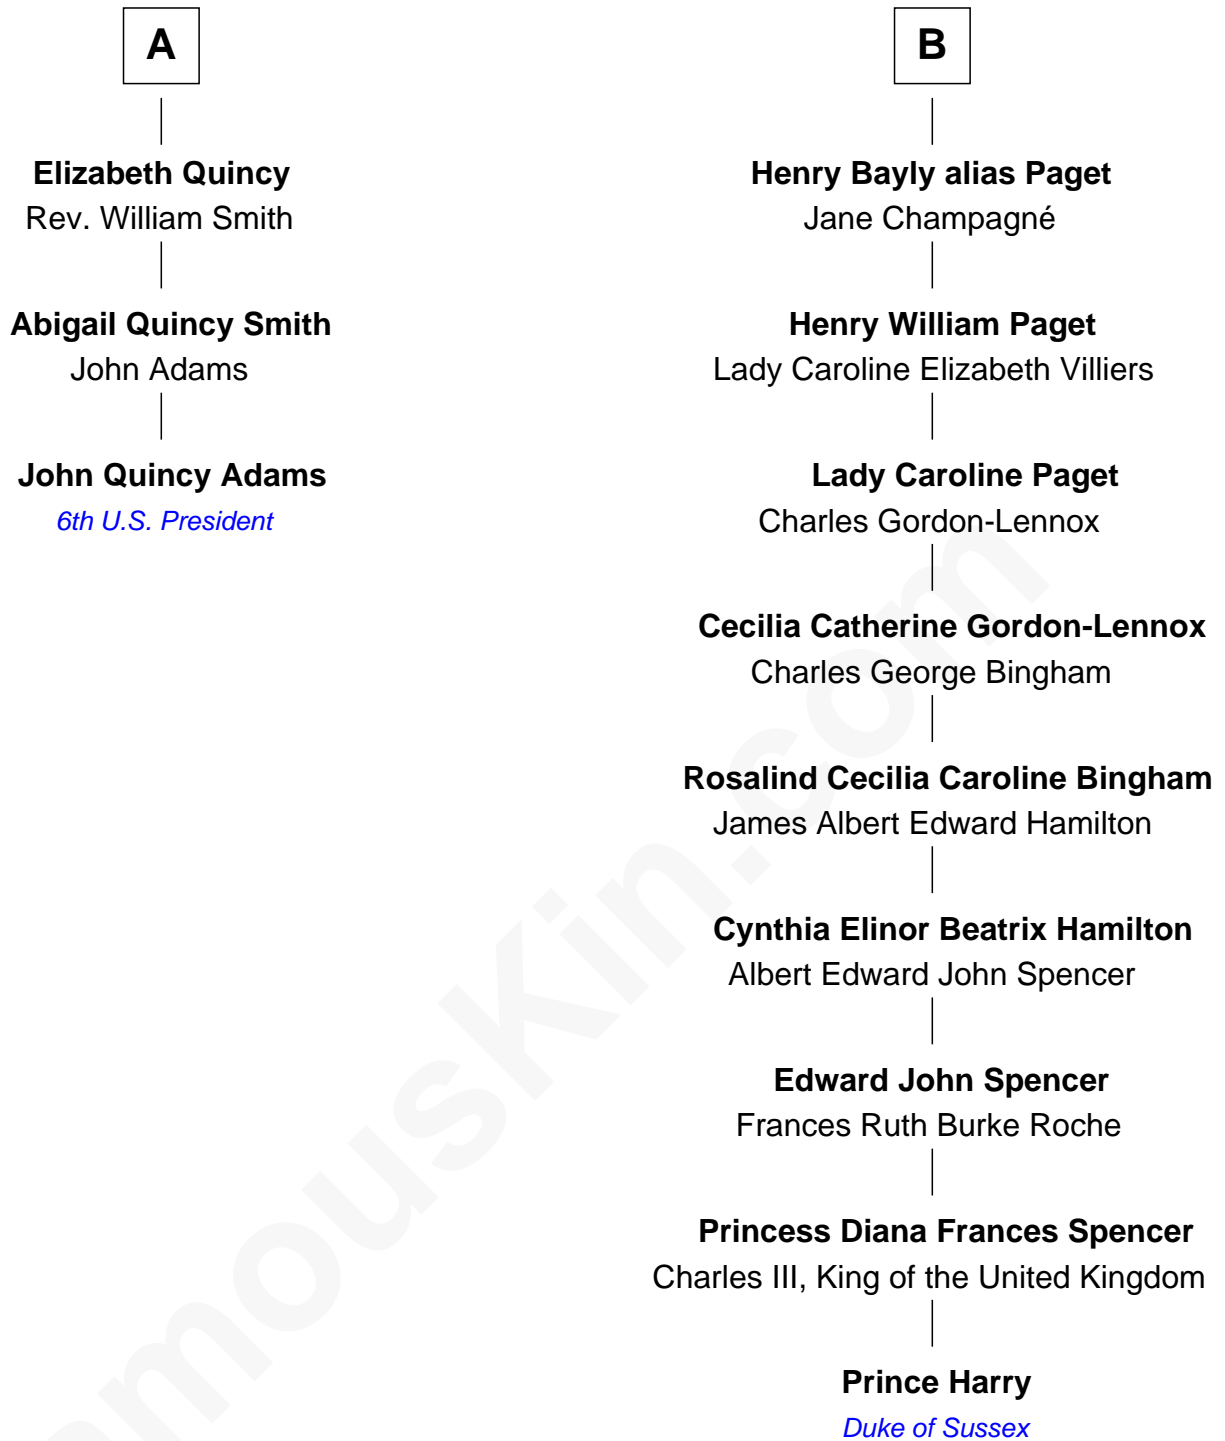 A
Elizabeth Quincy
Rev. William Smith
Abigail Quincy Smith
John Adams
John Quincy Adams
6th U.S. President
B
Henry Bayly alias Paget
Jane Champagné
Henry William Paget
Lady Caroline Elizabeth Villiers
Lady Caroline Paget
Charles Gordon-Lennox
Cecilia Catherine Gordon-Lennox
Charles George Bingham
Rosalind Cecilia Caroline Bingham
James Albert Edward Hamilton
Cynthia Elinor Beatrix Hamilton
Albert Edward John Spencer
Edward John Spencer
Frances Ruth Burke Roche
Princess Diana Frances Spencer
Charles III, King of the United Kingdom
Prince Harry
Duke of Sussex
amouskin.com